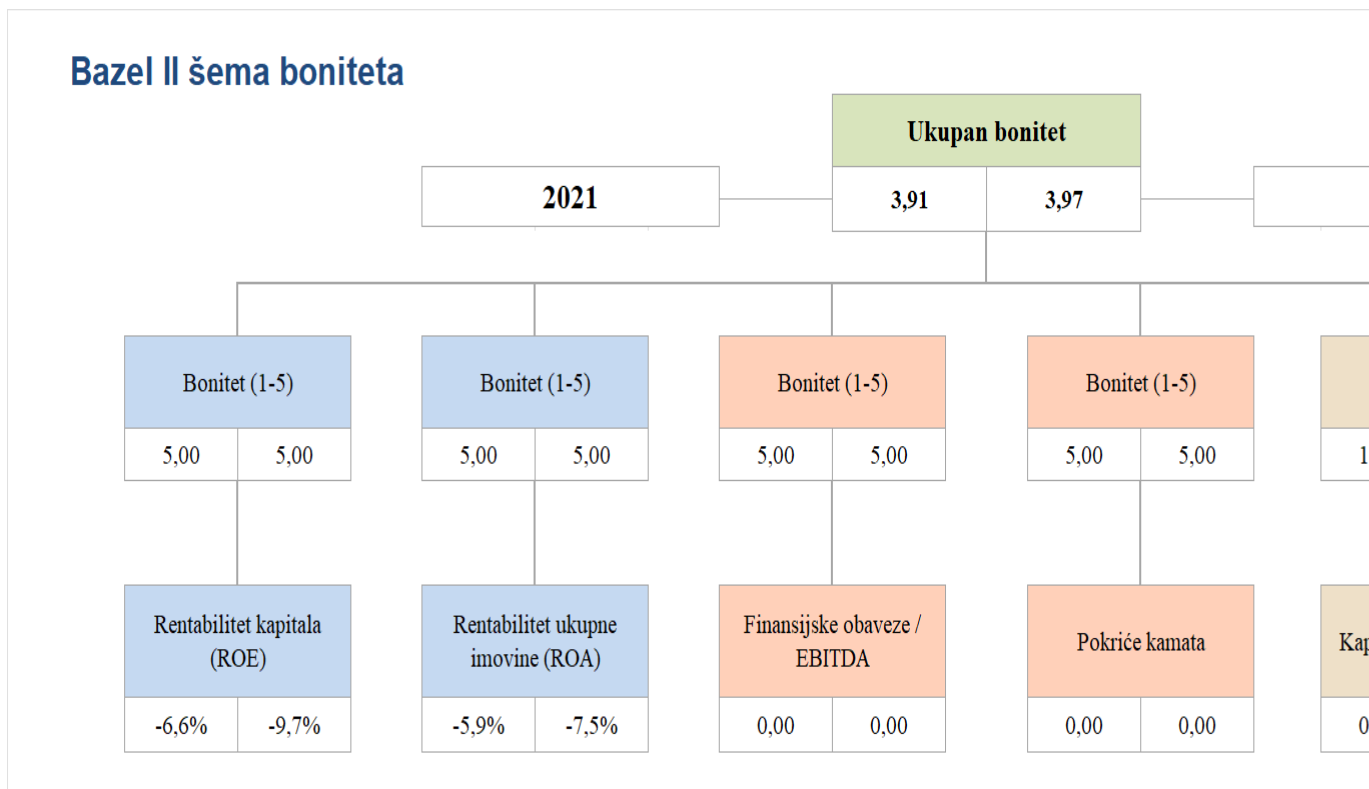 Bazel II šema boniteta
Ukupan bonitet
2021
3,91 3,97
Bonitet (1-5) Bonitet (1-5) Bonitet (1-5) Bonitet (1-5)
5,00 5,00 5,00 5,00 5,00 5,00 5,00 5,00 1
Rentabilitet kapitala
(ROE)
Rentabilitet ukupne
imovine (ROA)
Finansijske obaveze /
EBITDA
Pokriće kamata
Kap
-6,6% -9,7% -5,9% -7,5% 0,00 0,00 0,00 0,00 0